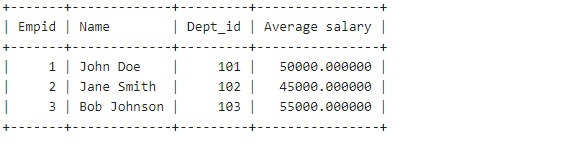 +-------+-------------+---------+----------------+
| Empid | Name        | Dept_id | Average salary |
+-------+-------------+---------+----------------+
|     1 | John Doe    |     101 |   50000.000000 |
|     2 | Jane Smith  |     102 |   45000.000000 |
|     3 | Bob Johnson |     103 |   55000.000000 |
+-------+-------------+---------+----------------+